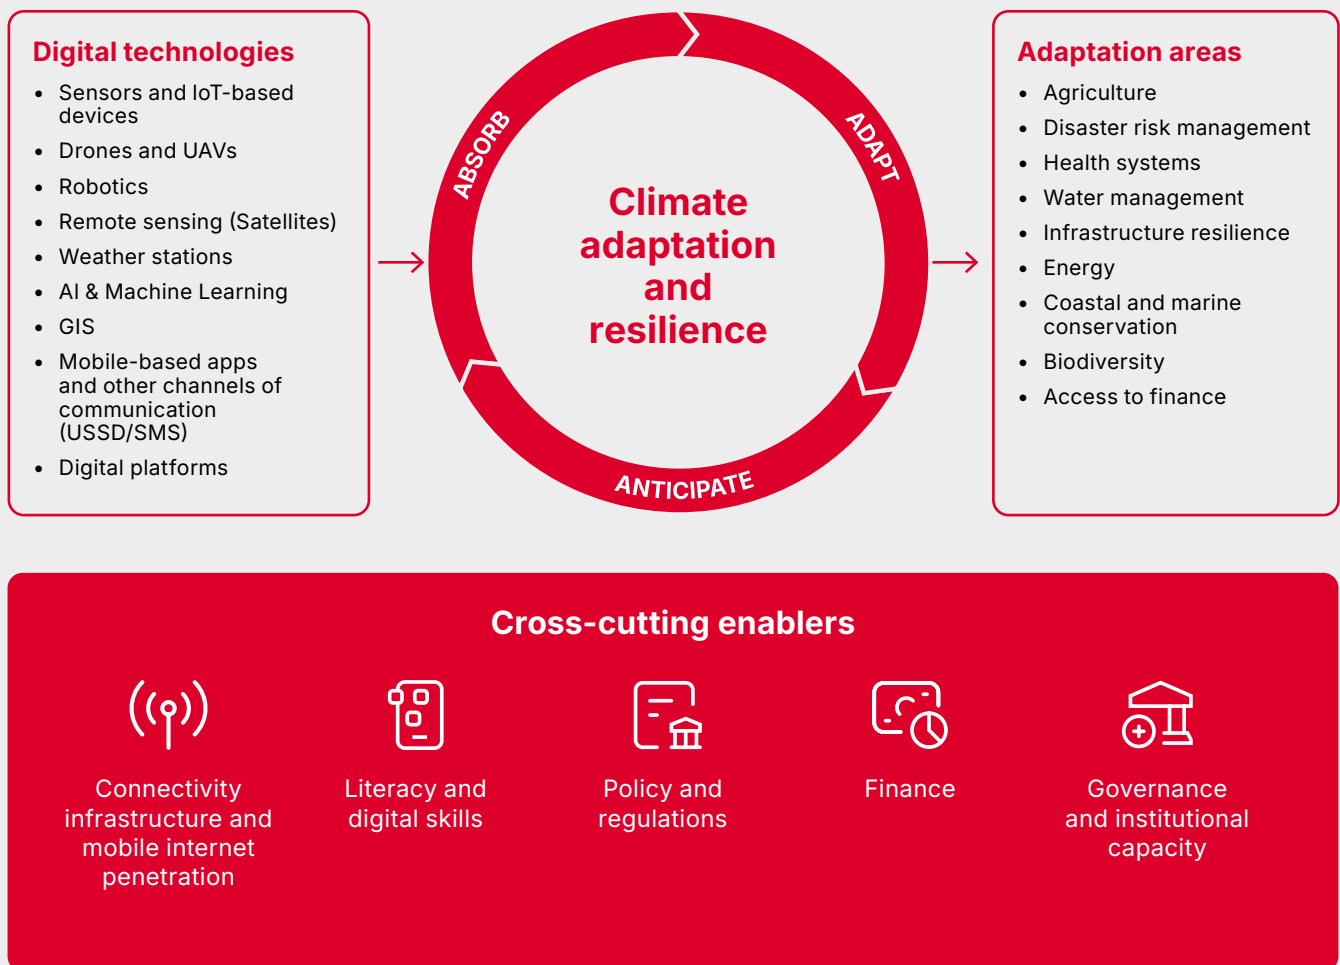 Digital technologies
• Sensors and IoT-based
devices
• Drones and UAVs
• Robotics
• Remote sensing (Satellites)
• Weather stations
• AI & Machine Learning
• GIS
• Mobile-based apps
and other channels of
communication
(USSD/SMS)
• Digital platforms
ABSORB
ADAPT
ANTICIPATE
Climate
adaptation
and
resilience
Adaptation areas
• Agriculture
• Disaster risk management
• Health systems
• Water management
• Infrastructure resilience
• Energy
• Coastal and marine
conservation
• Biodiversity
• Access to finance
Cross-cutting enablers
Connectivity
infrastructure and
mobile internet
penetration
Literacy and
digital skills
Policy and
regulations
Finance
Governance
and institutional
capacity